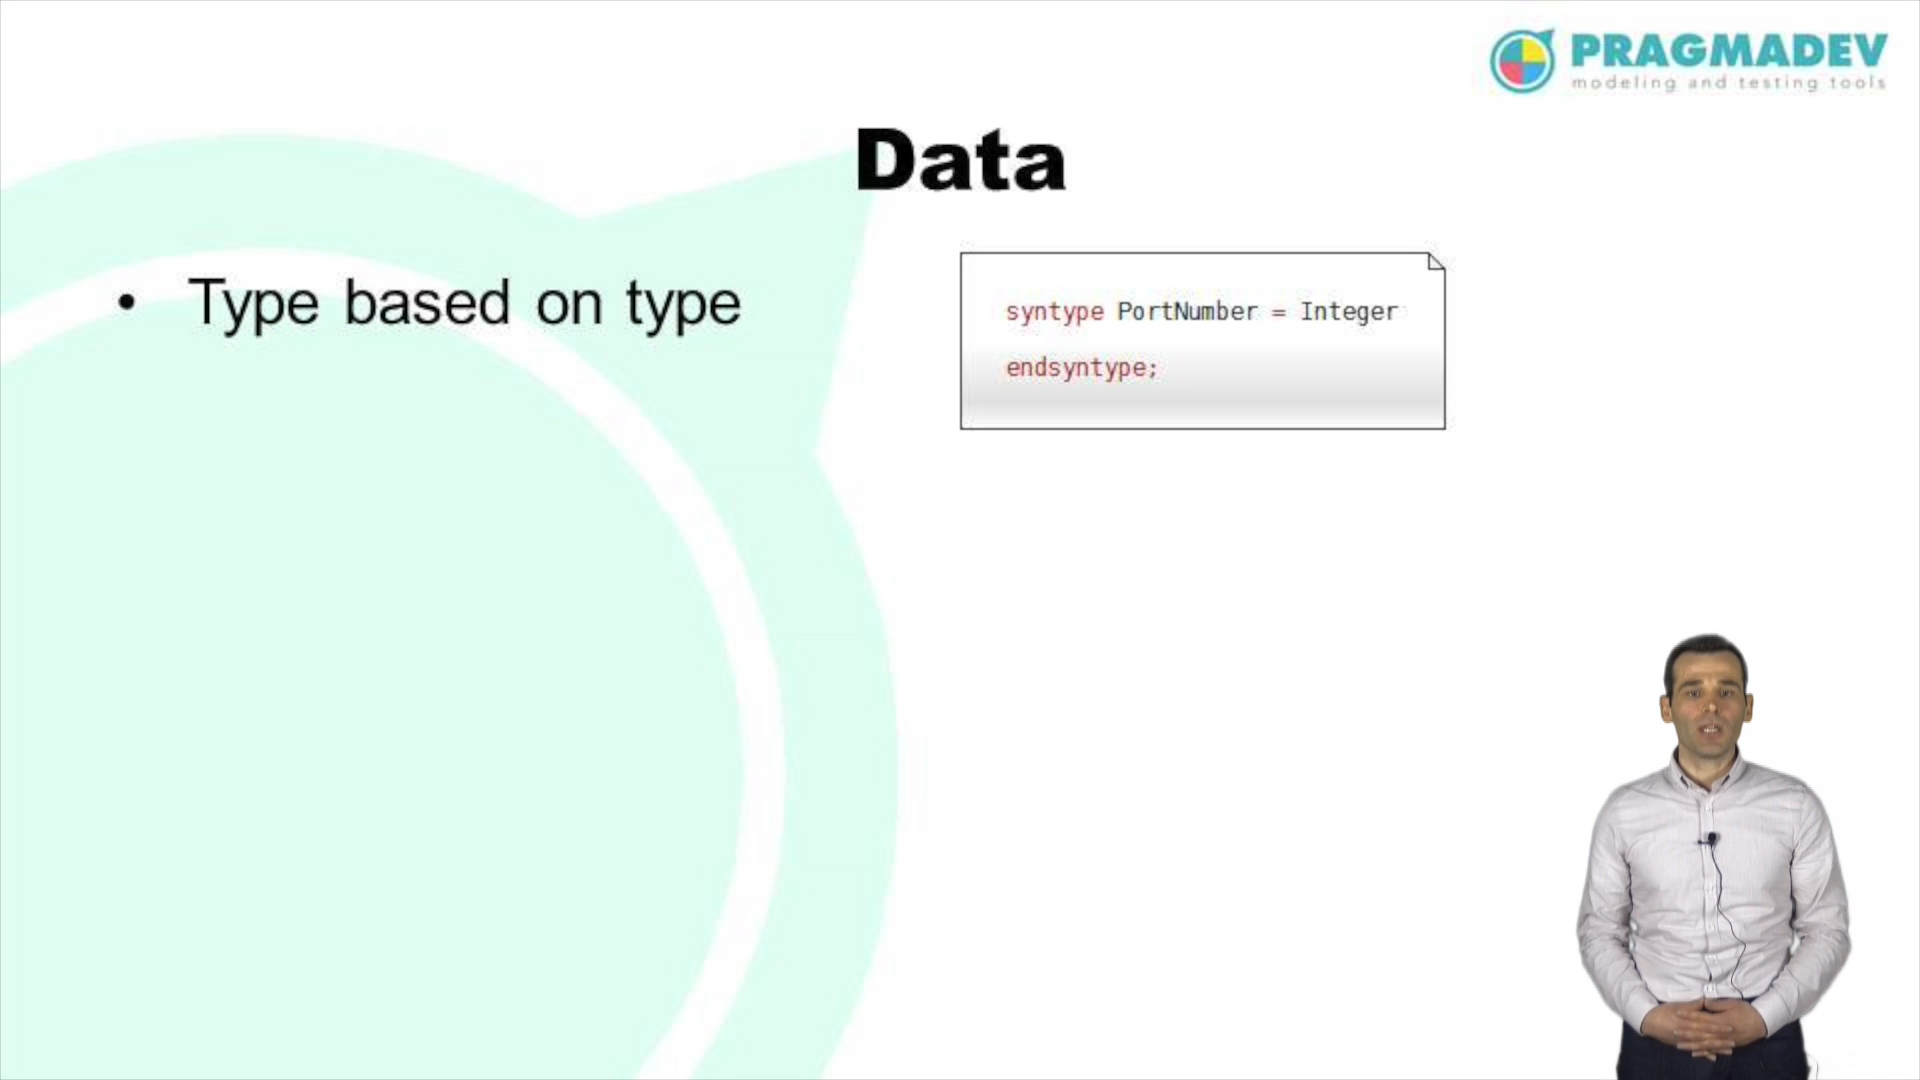 PRAGMADEV
modeling and testing tools
Data
• Type based on type
syntype PortNumber = Integer
endsyntype;